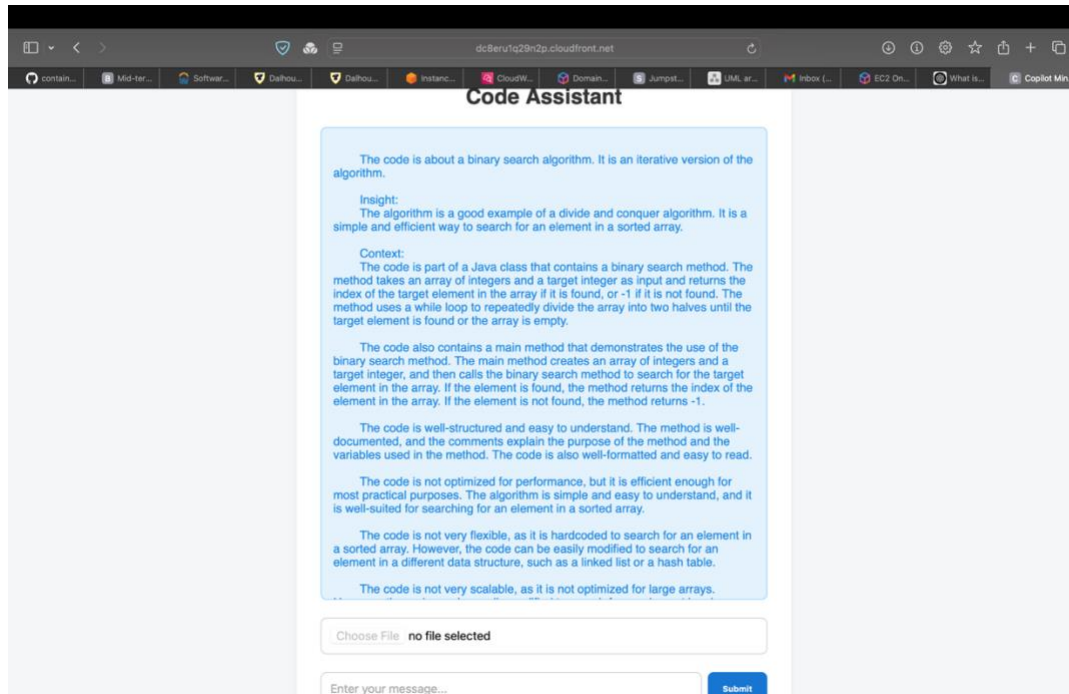 dc8eru1q29n2p.cloudfront.net
contain... Mid-ter... Softwar... Dalhou... Dalhou... Instanc... CloudW... Domain... Jumpst... UML ar... Inbox (... EC2 On... What is... Copilot Min
Code Assistant
The code is about a binary search algorithm. It is an iterative version of the
algorithm.
Insight:
The algorithm is a good example of a divide and conquer algorithm. It is a
simple and efficient way to search for an element in a sorted array.
Context:
The code is part of a Java class that contains a binary search method. The
method takes an array of integers and a target integer as input and returns the
index of the target element in the array if it is found, or -1 if it is not found. The
method uses a while loop to repeatedly divide the array into two halves until the
target element is found or the array is empty.
The code also contains a main method that demonstrates the use of the
binary search method. The main method creates an array of integers and a
target integer, and then calls the binary search method to search for the target
element in the array. If the element is found, the method returns the index of the
element in the array. If the element is not found, the method returns -1.
The code is well-structured and easy to understand. The method is well-
documented, and the comments explain the purpose of the method and the
variables used in the method. The code is also well-formatted and easy to read.
The code is not optimized for performance, but it is efficient enough for
most practical purposes. The algorithm is simple and easy to understand, and it
is well-suited for searching for an element in a sorted array.
The code is not very flexible, as it is hardcoded to search for an element in
a sorted array. However, the code can be easily modified to search for an
element in a different data structure, such as a linked list or a hash table.
The code is not very scalable, as it is not optimized for large arrays.
Choose File no file selected
Enter your message...
Submit